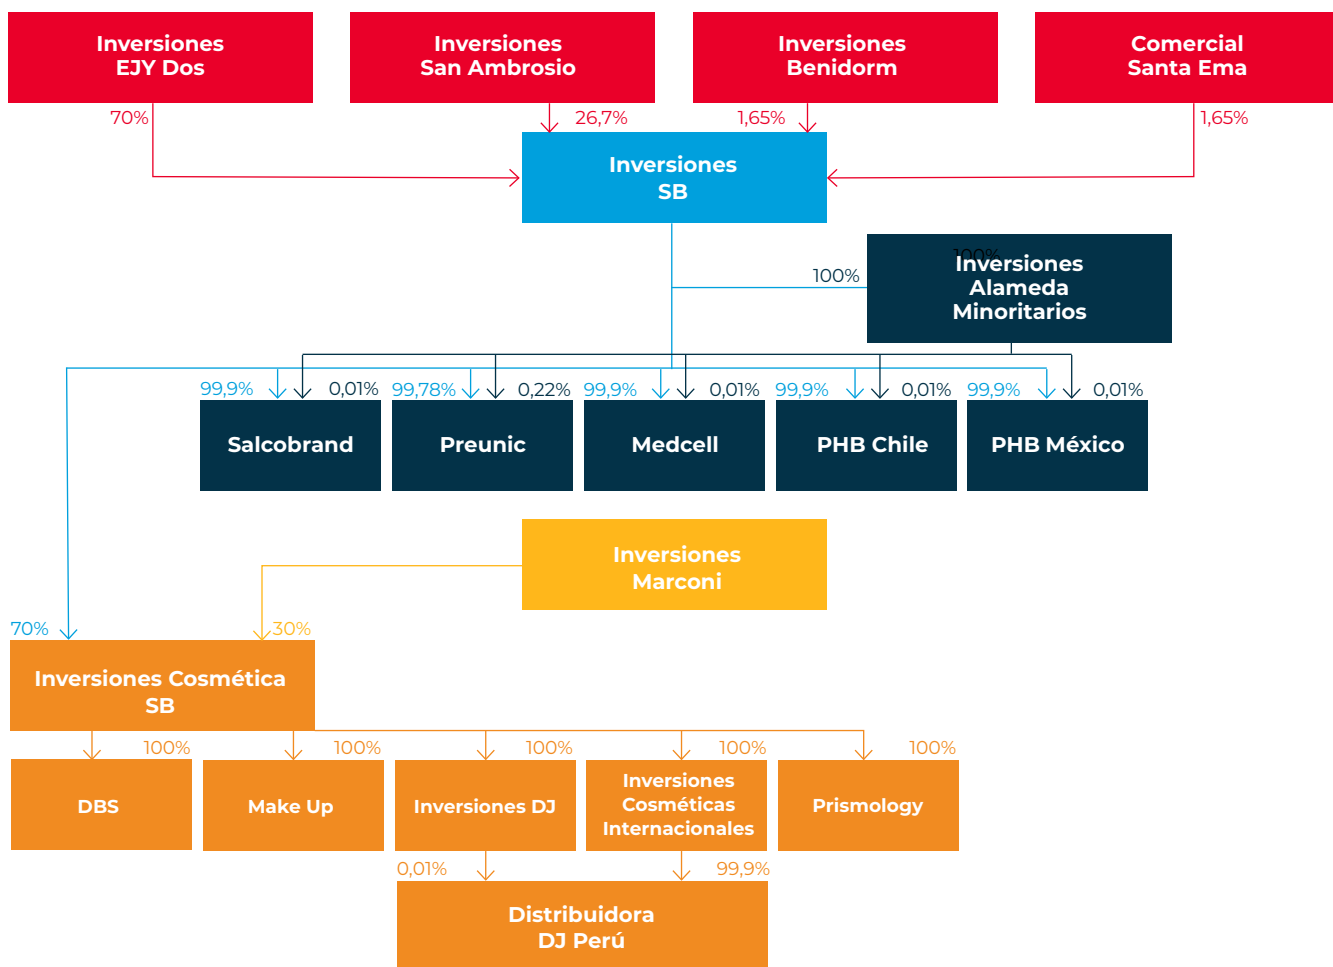 Inversiones
EJY Dos
Inversiones
San Ambrosio
Inversiones
Benidorm
Comercial
Santa Ema
70%
26,7%
1,65%
1,65%
Inversiones
SB
100%
100%
Inversiones
Alameda
Minoritarios
99,9%
0,01%
99,78%
0,22%
99,9%
0,01%
99,9%
0,01%
99,9%
0,01%
Salcobrand
Preunic
Medcell
PHB Chile
PHB México
Inversiones
Marconi
70%
30%
Inversiones Cosmética
SB
100%
100%
100%
100%
100%
DBS
Make Up
Inversiones DJ
Inversiones
Cosméticas
Internacionales
Prismology
0,01%
99,9%
Distribuidora
DJ Perú